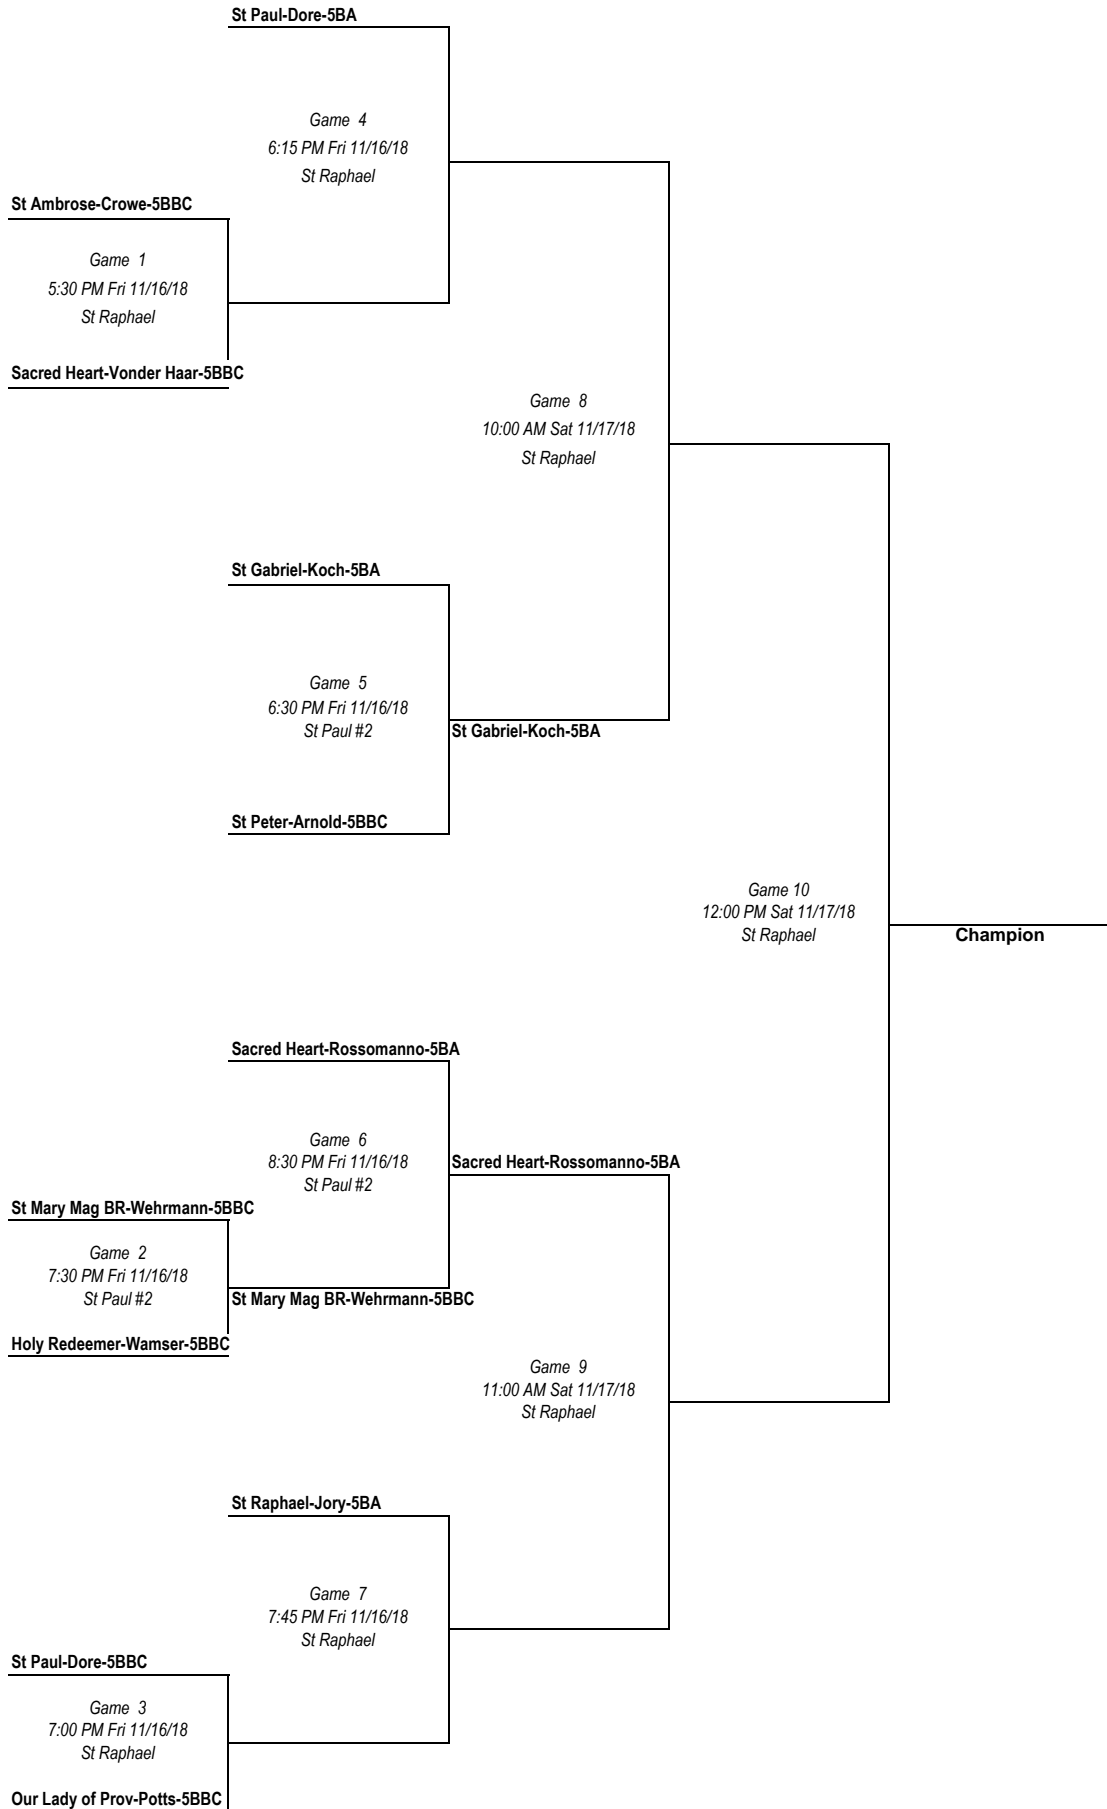 St Paul-Dore-5BA
Game 4
6:15 PM Fri 11/16/18
St Raphael
St Ambrose-Crowe-5BBC
Game 1
5:30 PM Fri 11/16/18
St Raphael
Sacred Heart-Vonder Haar-5BBC
Game 8
10:00 AM Sat 11/17/18
St Raphael
St Gabriel-Koch-5BA
Game 5
6:30 PM Fri 11/16/18
St Paul #2
St Gabriel-Koch-5BA
St Peter-Arnold-5BBC
Game 10
12:00 PM Sat 11/17/18
St Raphael
Champion
Sacred Heart-Rossomanno-5BA
Game 6
8:30 PM Fri 11/16/18
St Paul #2
Sacred Heart-Rossomanno-5BA
St Mary Mag BR-Wehrmann-5BBC
Game 2
7:30 PM Fri 11/16/18
St Paul #2
St Mary Mag BR-Wehrmann-5BBC
Holy Redeemer-Wamser-5BBC
Game 9
11:00 AM Sat 11/17/18
St Raphael
St Raphael-Jory-5BA
Game 7
7:45 PM Fri 11/16/18
St Raphael
St Paul-Dore-5BBC
Game 3
7:00 PM Fri 11/16/18
St Raphael
Our Lady of Prov-Potts-5BBC